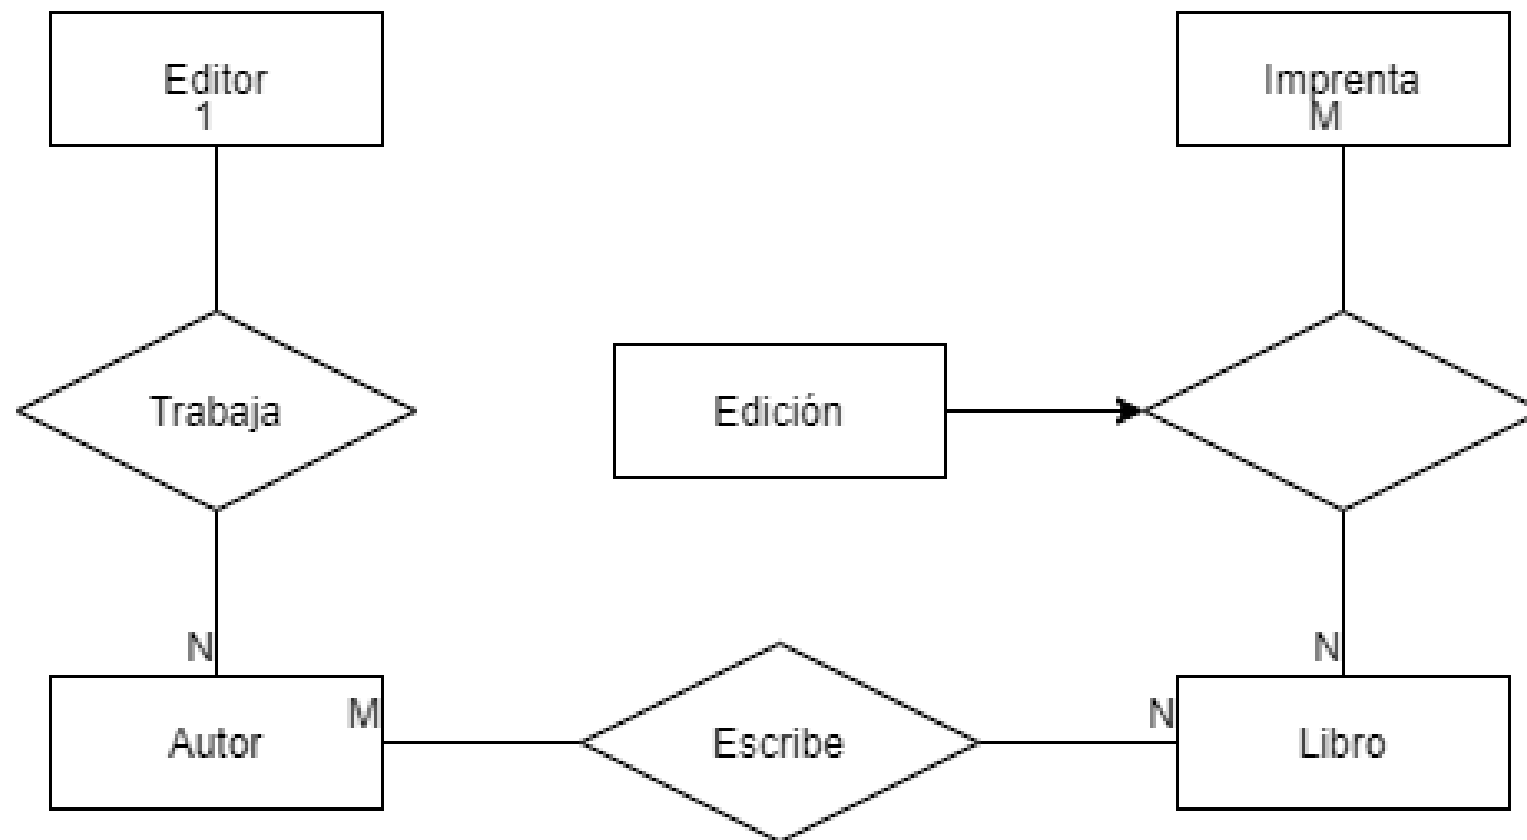 Editor
1
Imprenta
M
Trabaja
Edición
N
N
Autor
M
Escribe
N
Libro